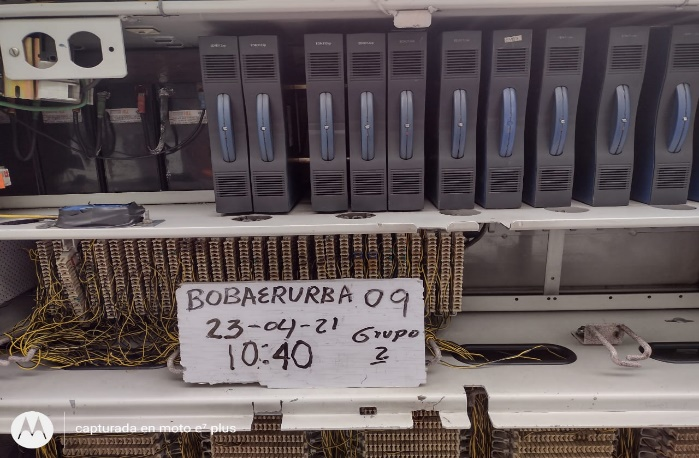 BOBAERURBA 09
23-04-21
Grupo
10:40
2
capturada en moto e⁵ plus